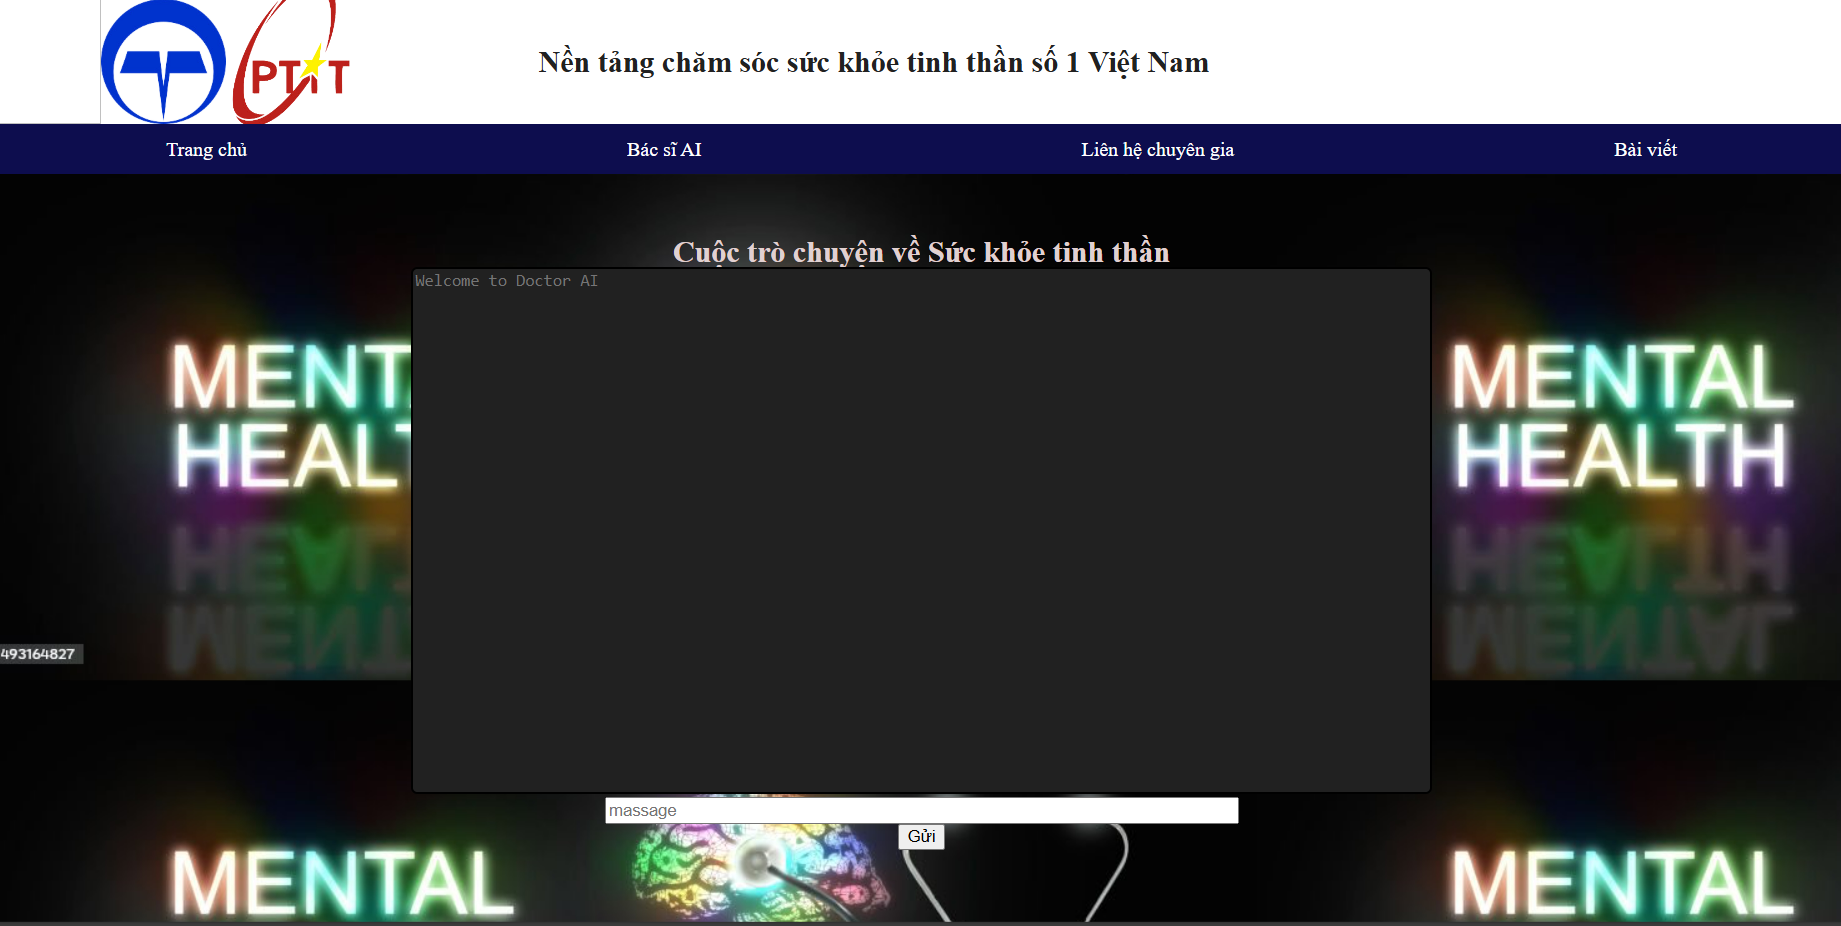 PTIT
Nền tảng chăm sóc sức khỏe tinh thần số 1 Việt Nam
Trang chủ Bác sĩ AI Liên hệ chuyên gia Bài viết
Cuộc trò chuyện về Sức khỏe tinh thần
Welcome to Doctor AI
MENTA
HEALT
MENTAL
HEALTH
493164827
massage
Gửi
MENTAL
MENTAL